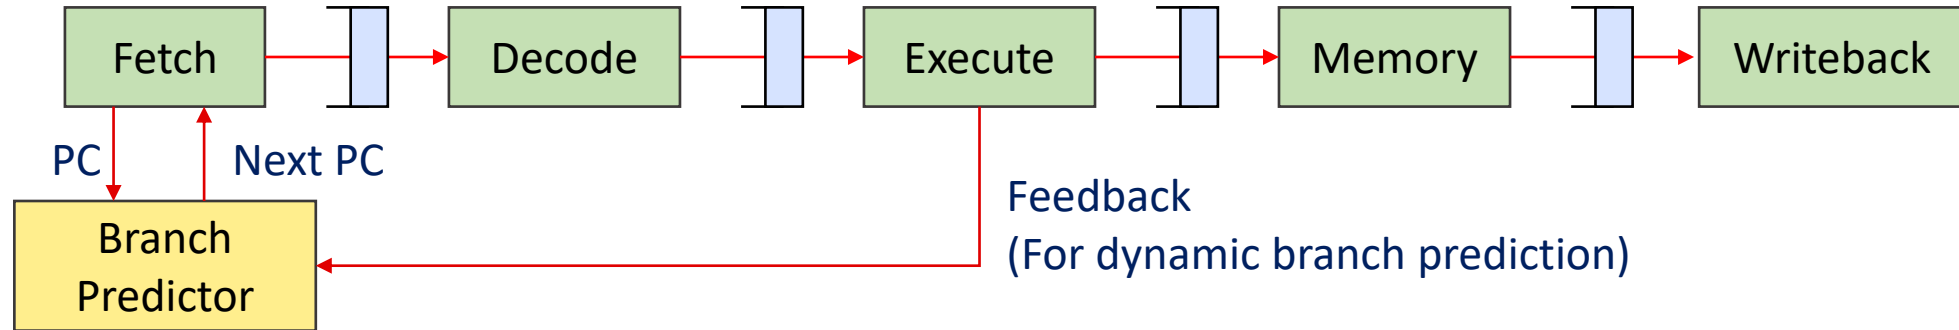 Fetch
Decode
Execute
Memory
Writeback
PC
Next PC
Feedback
(For dynamic branch prediction)
Branch
Predictor